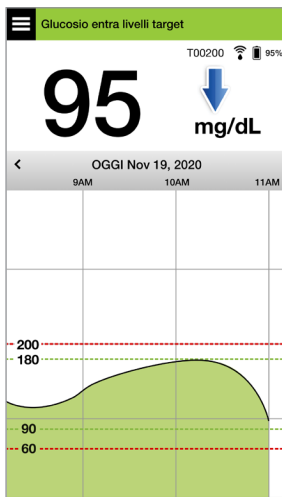 Glucosio entra livelli target
T00200 95%
95
mg/dL
OGGI Nov 19, 2020
9AM 10AM 11AM
200
180
90
60